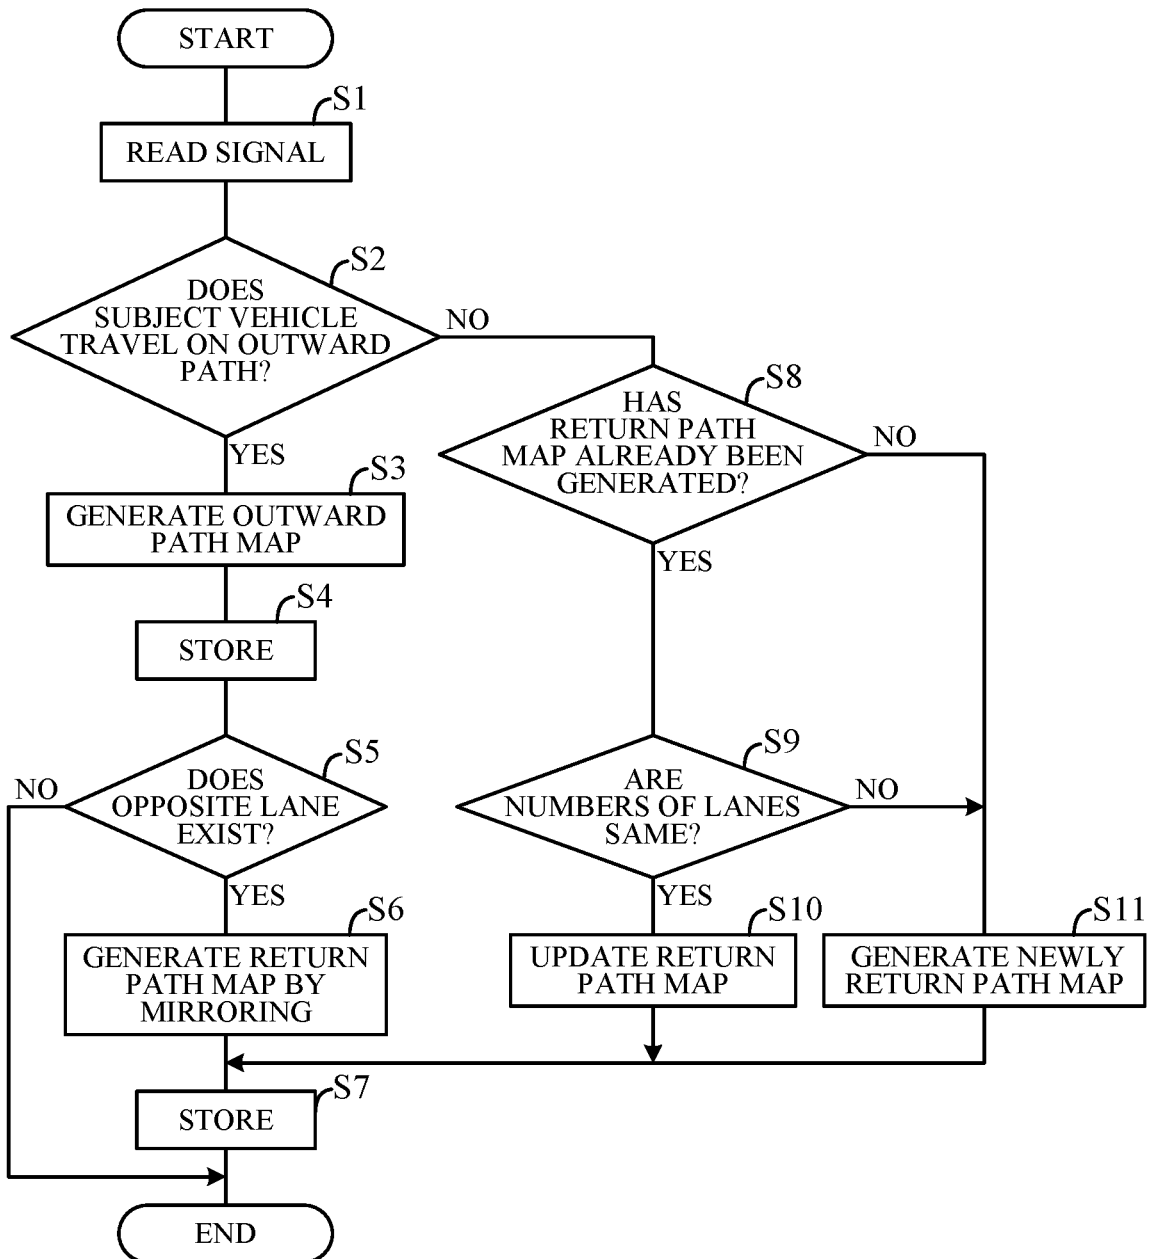 START
S1
READ SIGNAL
S2
DOES
SUBJECT VEHICLE
TRAVEL ON OUTWARD
PATH?
NO
YES
S8
HAS
RETURN PATH
MAP ALREADY BEEN
GENERATED?
NO
YES
S3
GENERATE OUTWARD
PATH MAP
S4
STORE
S5
DOES
OPPOSITE LANE
EXIST?
NO
YES
S9
ARE
NUMBERS OF LANES
SAME?
NO
YES
S6
GENERATE RETURN
PATH MAP BY
MIRRORING
S10
UPDATE RETURN
PATH MAP
S11
GENERATE NEWLY
RETURN PATH MAP
S7
STORE
END